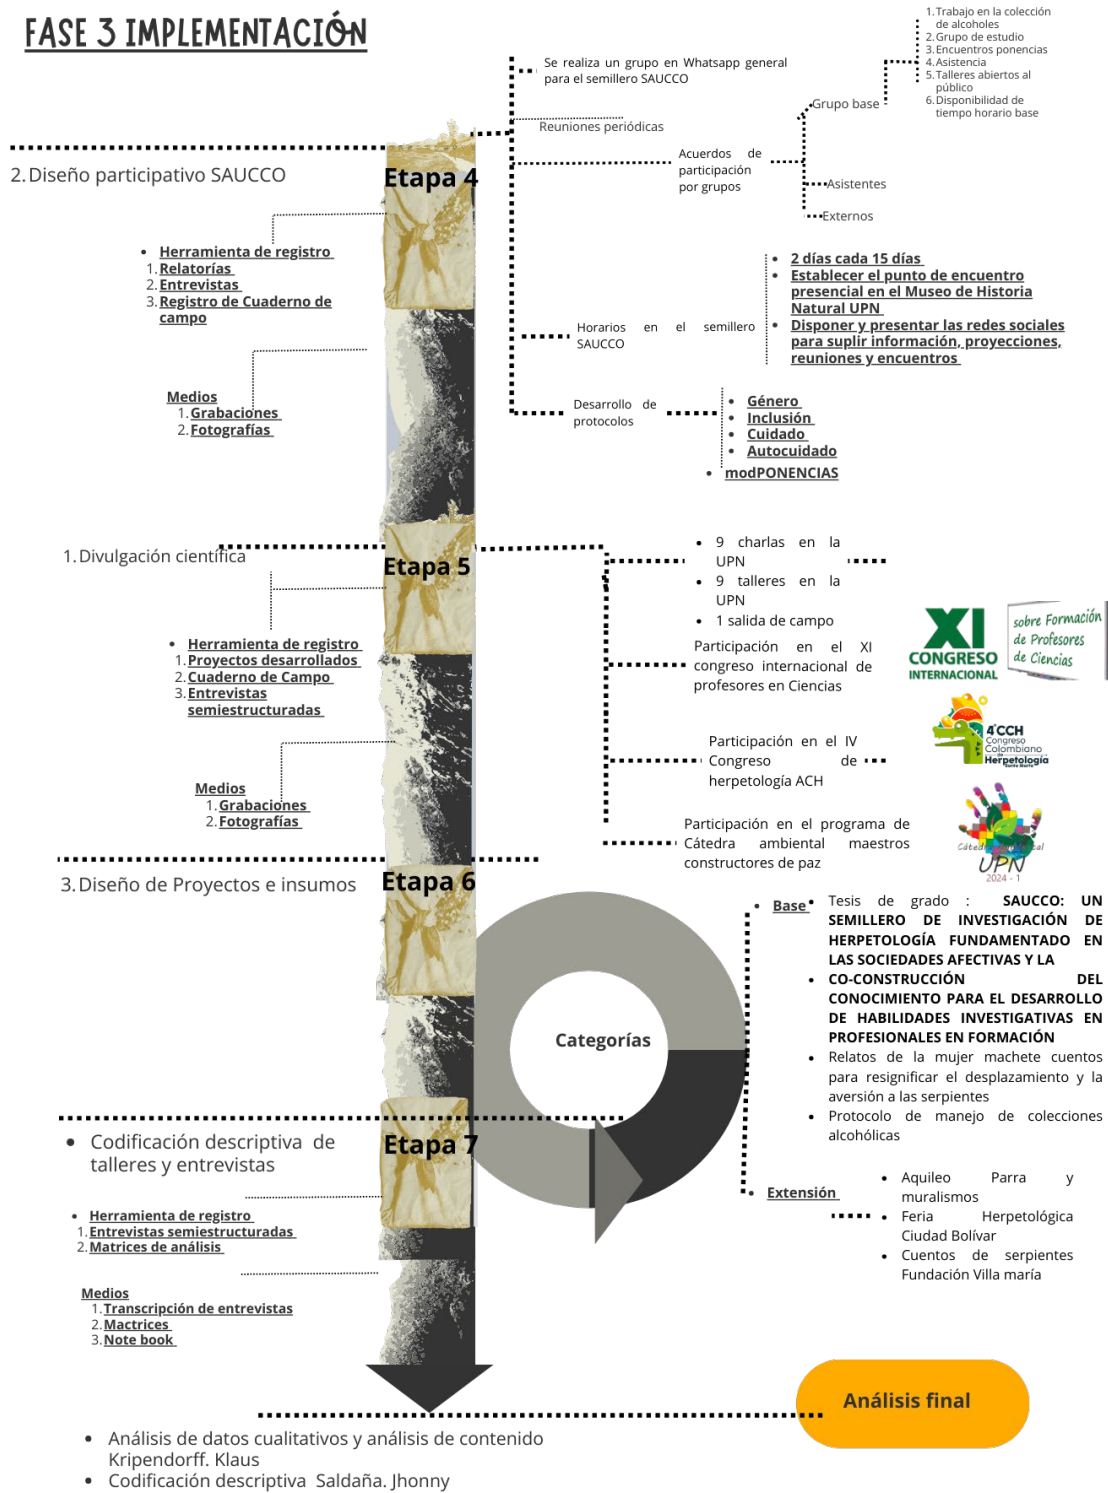 FASE 3 IMPLEMENTACIÓN
1. Trabajo en la colección
de alcoholes
2. Grupo de estudio
3. Encuentros ponencias
4. Asistencia
5. Talleres abiertos al
público
6. Disponibilidad de
tiempo horario base
Se realiza un grupo en Whatsapp general
para el semillero SAUCCO
Grupo base
Reuniones periódicas
Acuerdos de
participación
por grupos
Asistentes
Externos
2. Diseño participativo SAUCCO
Etapa 4
• Herramienta de registro
1. Relatorías
2. Entrevistas
3. Registro de Cuaderno de
campo
Medios
1. Grabaciones
2. Fotografías
Horarios en el semillero
SAUCCO
• 2 días cada 15 días
• Establecer el punto de encuentro
presencial en el Museo de Historia
Natural UPN
• Disponer y presentar las redes sociales
para suplir información, proyecciones,
reuniones y encuentros
Desarrollo de
protocolos
• Género
• Inclusión
• Cuidado
• Autocuidado
• modPONENCIAS
1. Divulgación científica
Etapa 5
• Herramienta de registro
1. Proyectos desarrollados
2. Cuaderno de Campo
3. Entrevistas
semiestructuradas
Medios
1. Grabaciones
2. Fotografías
• 9 charlas en la
UPN
• 9 talleres en la
UPN
• 1 salida de campo
Participación en el XI
congreso internacional de
profesores en Ciencias
XI
CONGRESO
INTERNACIONAL
sobre Formación
de Profesores
de Ciencias
Participación en el IV
Congreso de
herpetología ACH
4°CCH
Congreso
Colombiano
de
Herpetología
Participación en el programa de
Cátedra ambiental maestros
constructores de paz
UPN
2024 - 1
3. Diseño de Proyectos e insumos
Etapa 6
Categorías
• Base
• Tesis de grado : SAUCCO: UN
SEMILLERO DE INVESTIGACIÓN DE
HERPETOLOGÍA FUNDAMENTADO EN
LAS SOCIEDADES AFECTIVAS Y LA
• CO-CONSTRUCCIÓN DEL
CONOCIMIENTO PARA EL DESARROLLO
DE HABILIDADES INVESTIGATIVAS EN
PROFESIONALES EN FORMACIÓN
• Relatos de la mujer machete cuentos
para resignificar el desplazamiento y la
aversión a las serpientes
• Protocolo de manejo de colecciones
alcohólicas
• Extensión
• Aquileo Parra y
muralismos
• Feria Herpetológica
Ciudad Bolívar
• Cuentos de serpientes
Fundación Villa maría
• Codificación descriptiva de
talleres y entrevistas
Etapa 7
• Herramienta de registro
1. Entrevistas semiestructuradas
2. Matrices de análisis
Medios
1. Transcripción de entrevistas
2. Mactrices
3. Note book
Análisis final
• Análisis de datos cualitativos y análisis de contenido
Kripendorff. Klaus
• Codificación descriptiva Saldaña. Jhonny